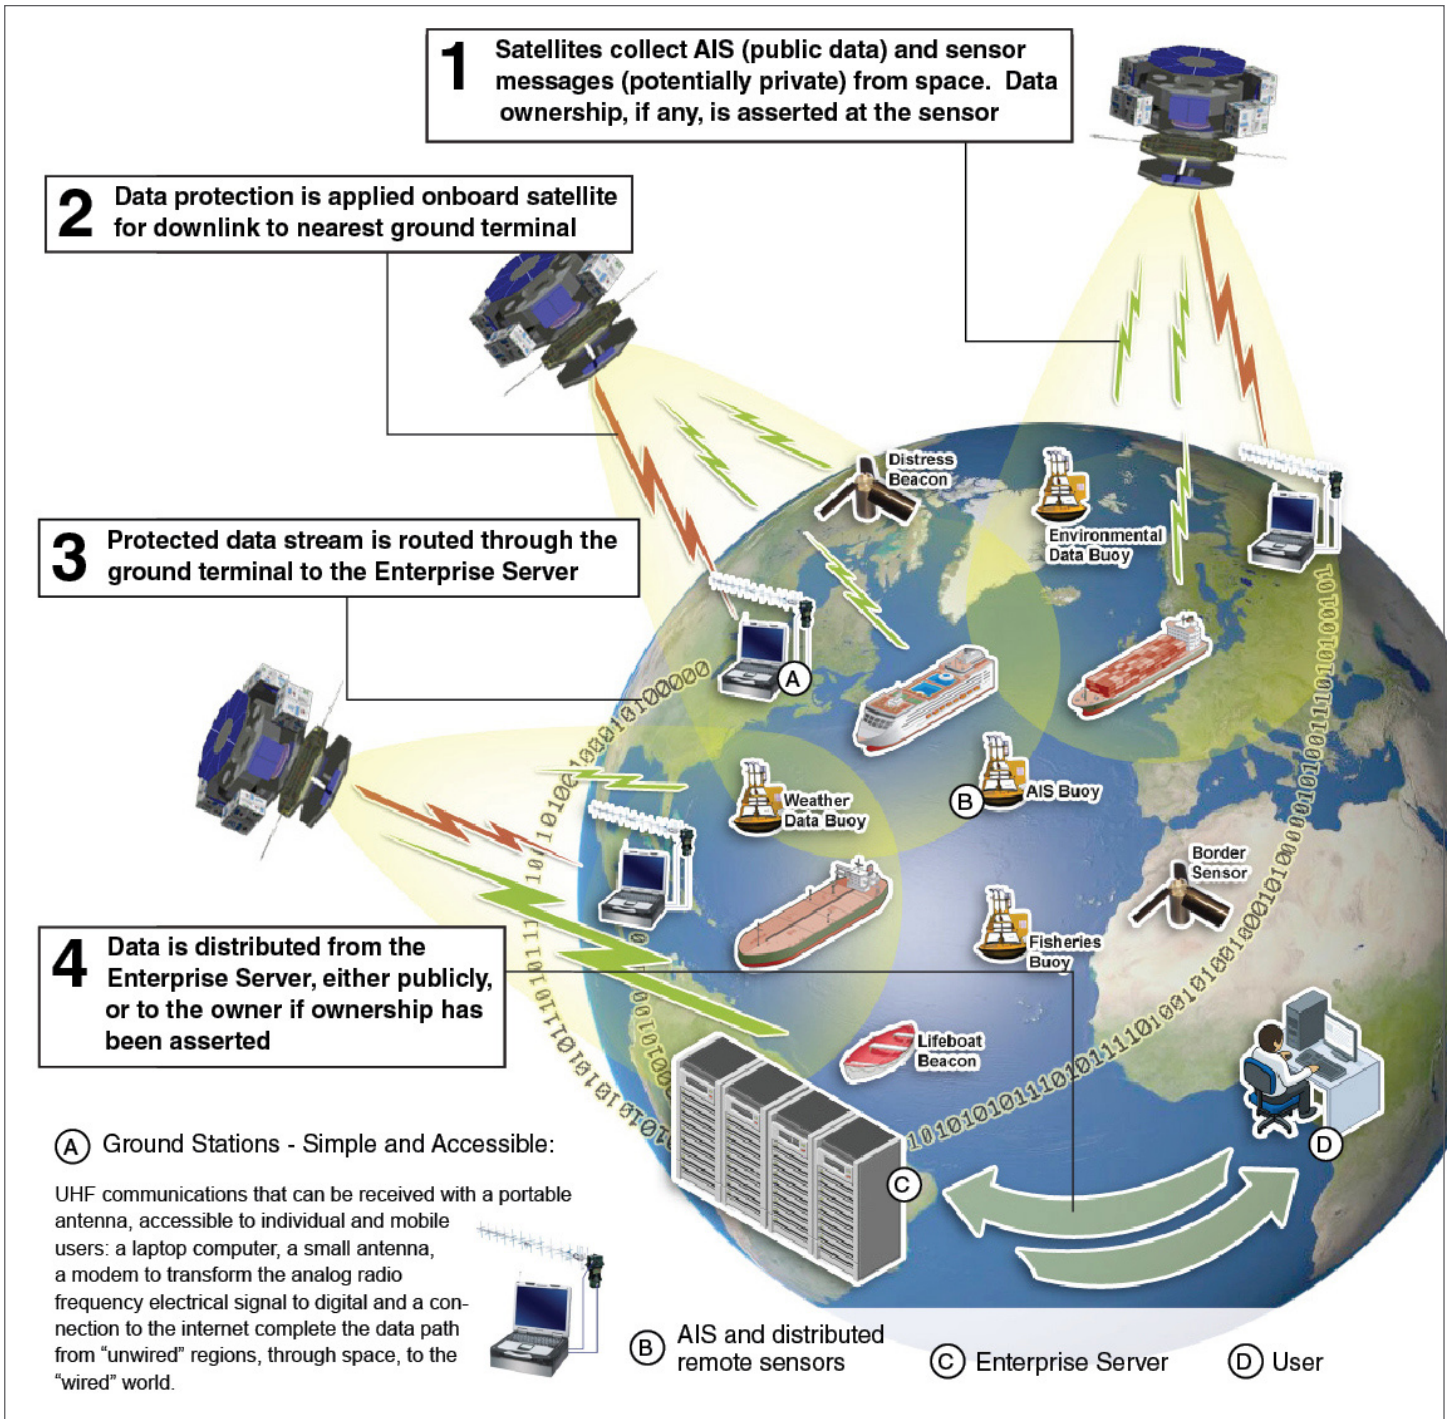 1 Satellites collect AIS (public data) and sensor
messages (potentially private) from space. Data
ownership, if any, is asserted at the sensor
2 Data protection is applied onboard satellite
for downlink to nearest ground terminal
3 Protected data stream is routed through the
ground terminal to the Enterprise Server
4 Data is distributed from the
Enterprise Server, either publicly,
or to the owner if ownership has
been asserted
Distress
Beacon
Environmental
Data Buoy
A
Weather
Data Buoy
B
AIS Buoy
Border
Sensor
Fisheries
Buoy
Lifeboat
Beacon
C
D
A Ground Stations - Simple and Accessible:
UHF communications that can be received with a portable
antenna, accessible to individual and mobile
users: a laptop computer, a small antenna,
a modem to transform the analog radio
frequency electrical signal to digital and a con-
nection to the internet complete the data path
from “unwired” regions, through space, to the
“wired” world.
B AIS and distributed
remote sensors
C Enterprise Server
D User